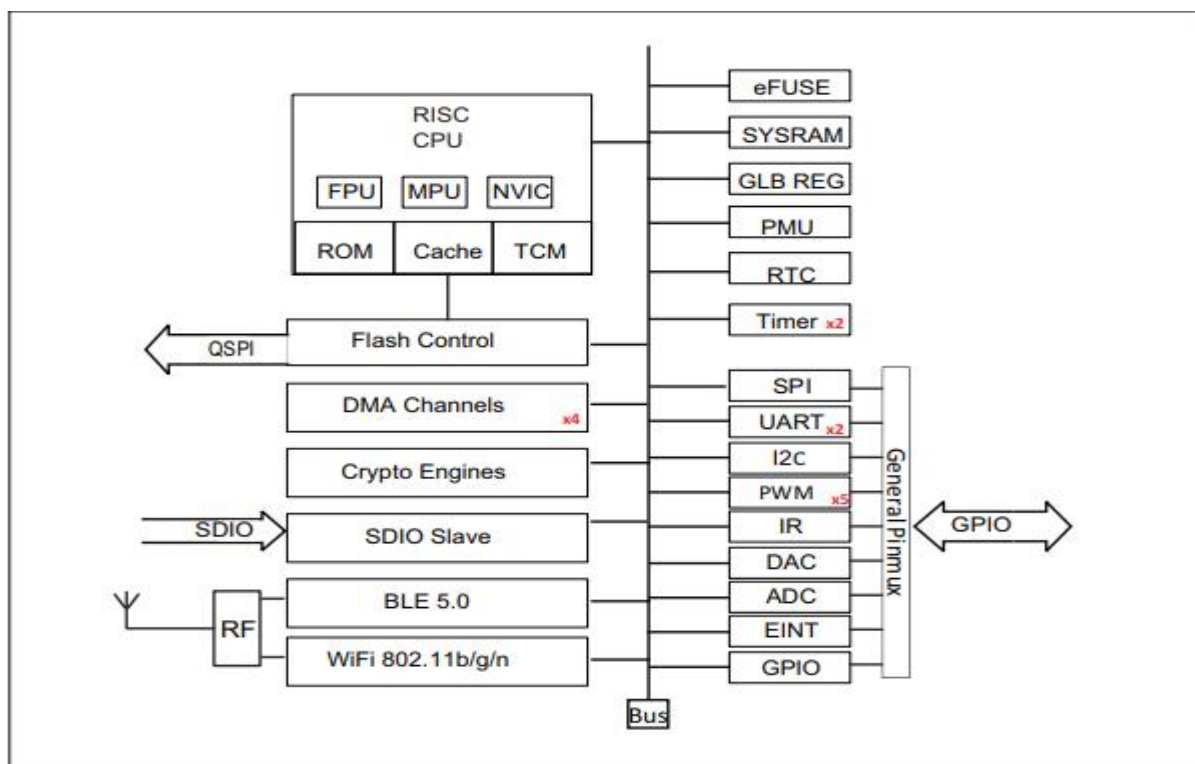 RISC
CPU
FPU MPU NVIC
ROM Cache TCM
QSPI
Flash Control
DMA Channels x4
Crypto Engines
SDIO
SDIO Slave
BLE 5.0
RF
WiFi 802.11b/g/n
Bus
eFUSE
SYSRAM
GLB REG
PMU
RTC
Timer x2
SPI
UART x2
I2C
PWM x5
IR
DAC
ADC
EINT
GPIO
General Pinmux
GPIO